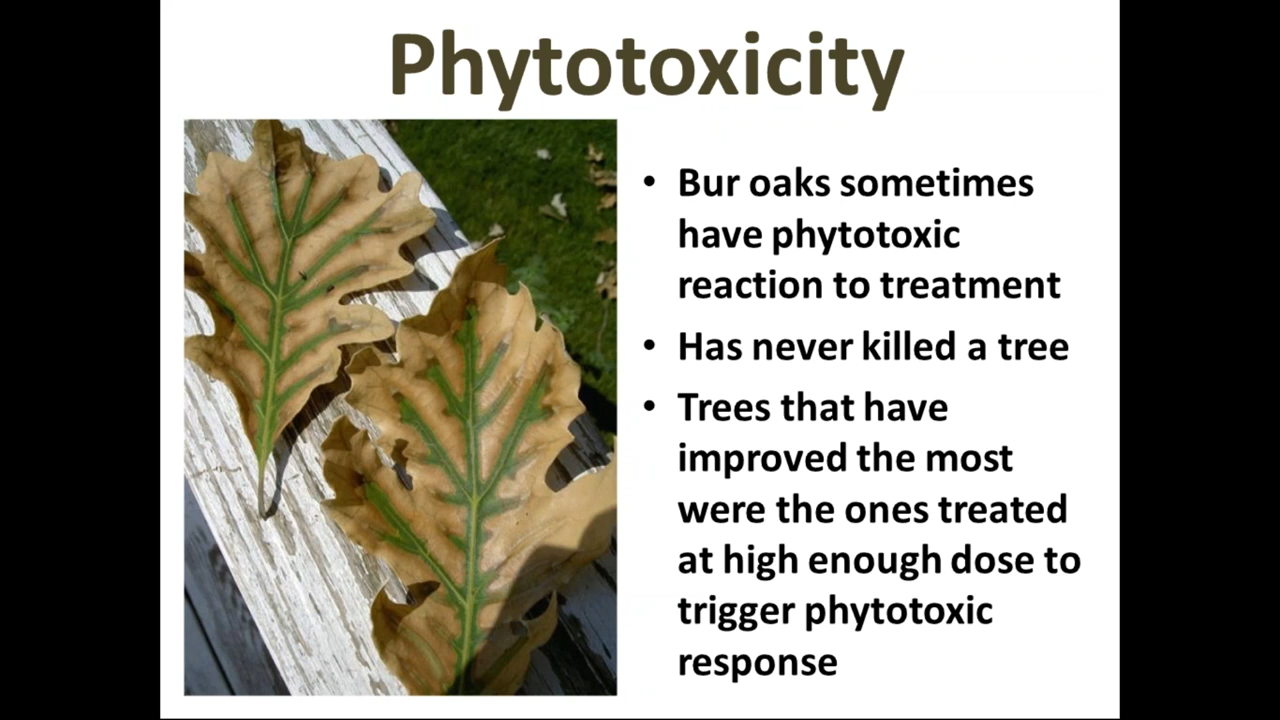 Phytotoxicity
• Bur oaks sometimes
have phytotoxic
reaction to treatment
• Has never killed a tree
• Trees that have
improved the most
were the ones treated
at high enough dose to
trigger phytotoxic
response